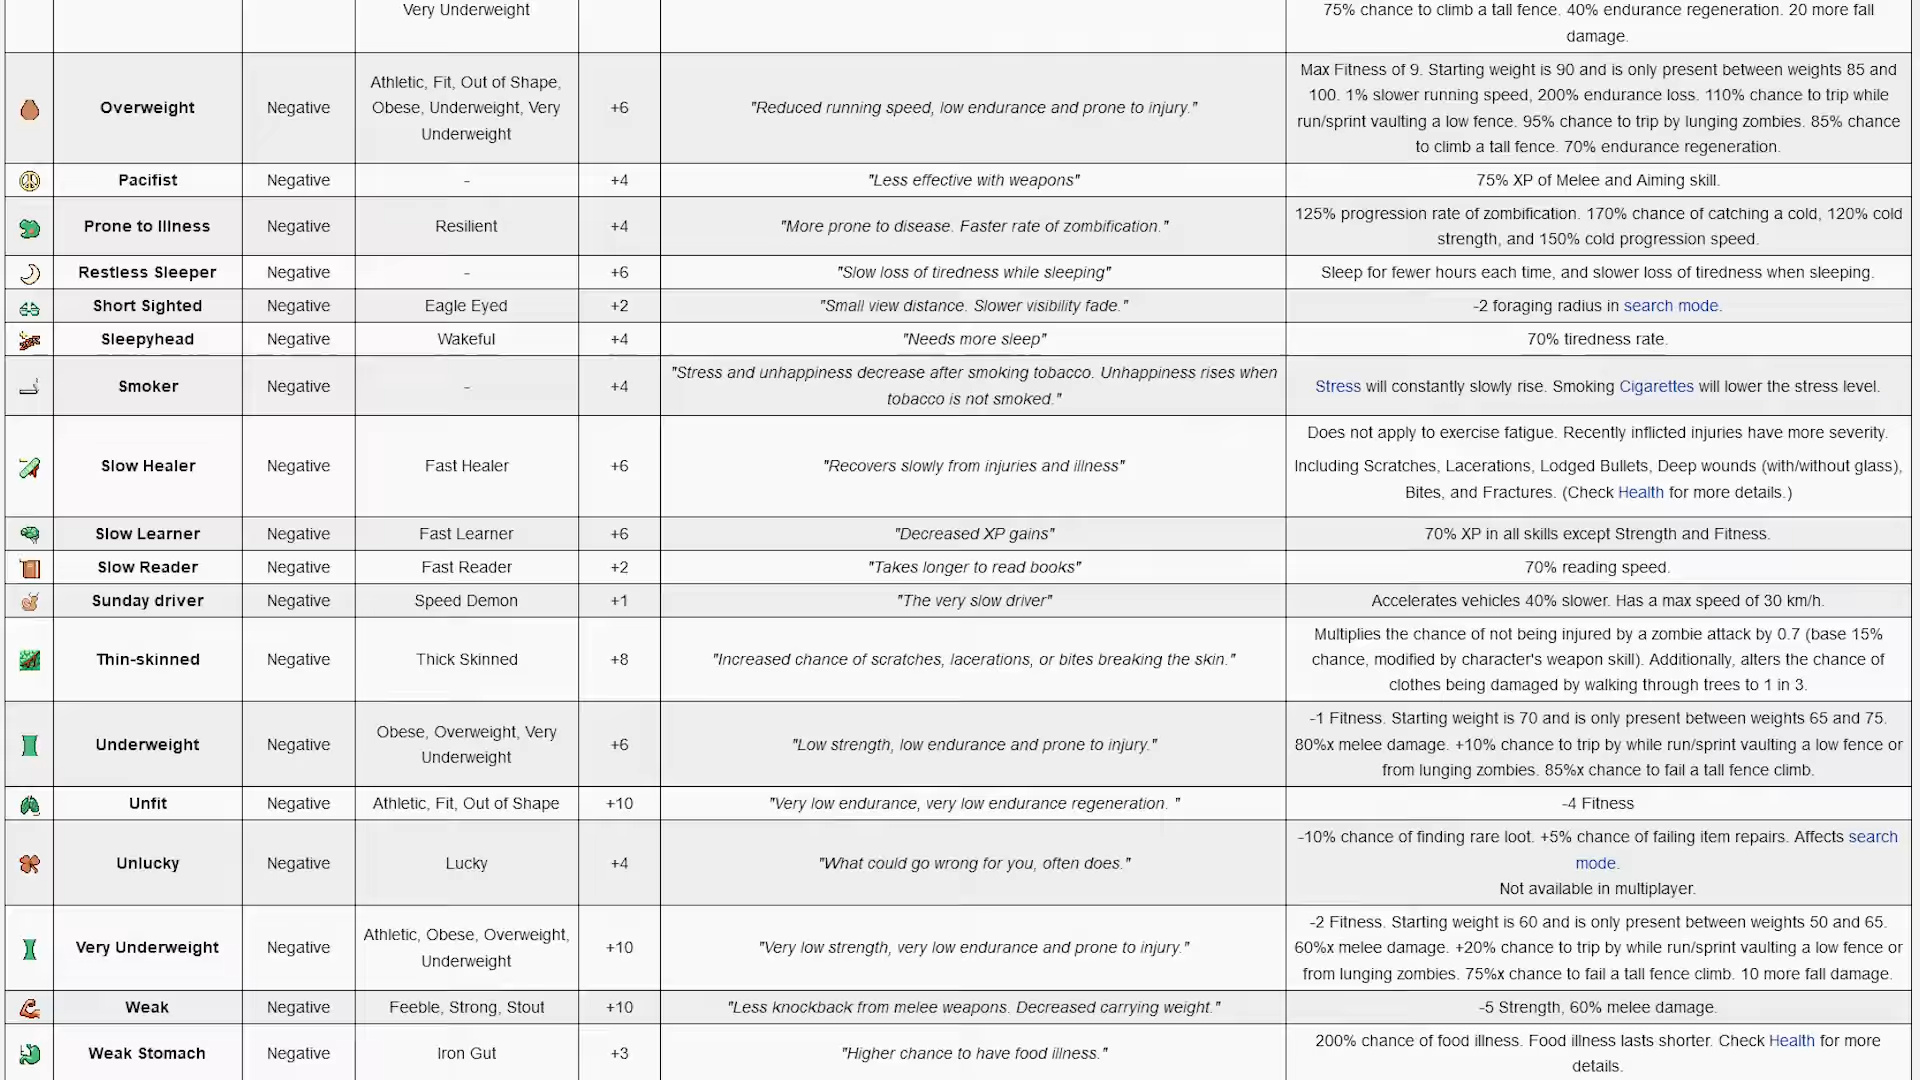 Very Underweight
75% chance to climb a tall fence. 40% endurance regeneration. 20 more fall
damage.
Overweight
Negative
Athletic, Fit, Out of Shape,
Obese, Underweight, Very
Underweight
+6
"Reduced running speed, low endurance and prone to injury."
Max Fitness of 9. Starting weight is 90 and is only present between weights 85 and
100. 1% slower running speed, 200% endurance loss. 110% chance to trip while
run/sprint vaulting a low fence. 95% chance to trip by lunging zombies. 85% chance
to climb a tall fence. 70% endurance regeneration.
Pacifist
Negative
-
+4
"Less effective with weapons"
75% XP of Melee and Aiming skill.
Prone to Illness
Negative
Resilient
+4
"More prone to disease. Faster rate of zombification."
125% progression rate of zombification. 170% chance of catching a cold, 120% cold
strength, and 150% cold progression speed.
Restless Sleeper
Negative
-
+6
"Slow loss of tiredness while sleeping"
Sleep for fewer hours each time, and slower loss of tiredness when sleeping.
Short Sighted
Negative
Eagle Eyed
+2
"Small view distance. Slower visibility fade."
-2 foraging radius in search mode.
Sleepyhead
Negative
Wakeful
+4
"Needs more sleep"
70% tiredness rate.
Smoker
Negative
-
+4
"Stress and unhappiness decrease after smoking tobacco. Unhappiness rises when
tobacco is not smoked."
Stress will constantly slowly rise. Smoking Cigarettes will lower the stress level.
Slow Healer
Negative
Fast Healer
+6
"Recovers slowly from injuries and illness"
Does not apply to exercise fatigue. Recently inflicted injuries have more severity.
Including Scratches, Lacerations, Lodged Bullets, Deep wounds (with/without glass),
Bites, and Fractures. (Check Health for more details.)
Slow Learner
Negative
Fast Learner
+6
"Decreased XP gains"
70% XP in all skills except Strength and Fitness.
Slow Reader
Negative
Fast Reader
+2
"Takes longer to read books"
70% reading speed.
Sunday driver
Negative
Speed Demon
+1
"The very slow driver"
Accelerates vehicles 40% slower. Has a max speed of 30 km/h.
Thin-skinned
Negative
Thick Skinned
+8
"Increased chance of scratches, lacerations, or bites breaking the skin."
Multiplies the chance of not being injured by a zombie attack by 0.7 (base 15%
chance, modified by character's weapon skill). Additionally, alters the chance of
clothes being damaged by walking through trees to 1 in 3.
Underweight
Negative
Obese, Overweight, Very
Underweight
+6
"Low strength, low endurance and prone to injury."
-1 Fitness. Starting weight is 70 and is only present between weights 65 and 75.
80%x melee damage. +10% chance to trip by while run/sprint vaulting a low fence or
from lunging zombies. 85%x chance to fail a tall fence climb.
Unfit
Negative
Athletic, Fit, Out of Shape
+10
"Very low endurance, very low endurance regeneration. "
-4 Fitness
Unlucky
Negative
Lucky
+4
"What could go wrong for you, often does."
-10% chance of finding rare loot. +5% chance of failing item repairs. Affects search
mode.
Not available in multiplayer.
Very Underweight
Negative
Athletic, Obese, Overweight,
Underweight
+10
"Very low strength, very low endurance and prone to injury."
-2 Fitness. Starting weight is 60 and is only present between weights 50 and 65.
60%x melee damage. +20% chance to trip by while run/sprint vaulting a low fence or
from lunging zombies. 75%x chance to fail a tall fence climb. 10 more fall damage.
Weak
Negative
Feeble, Strong, Stout
+10
"Less knockback from melee weapons. Decreased carrying weight."
-5 Strength, 60% melee damage.
Weak Stomach
Negative
Iron Gut
+3
"Higher chance to have food illness."
200% chance of food illness. Food illness lasts shorter. Check Health for more
details.